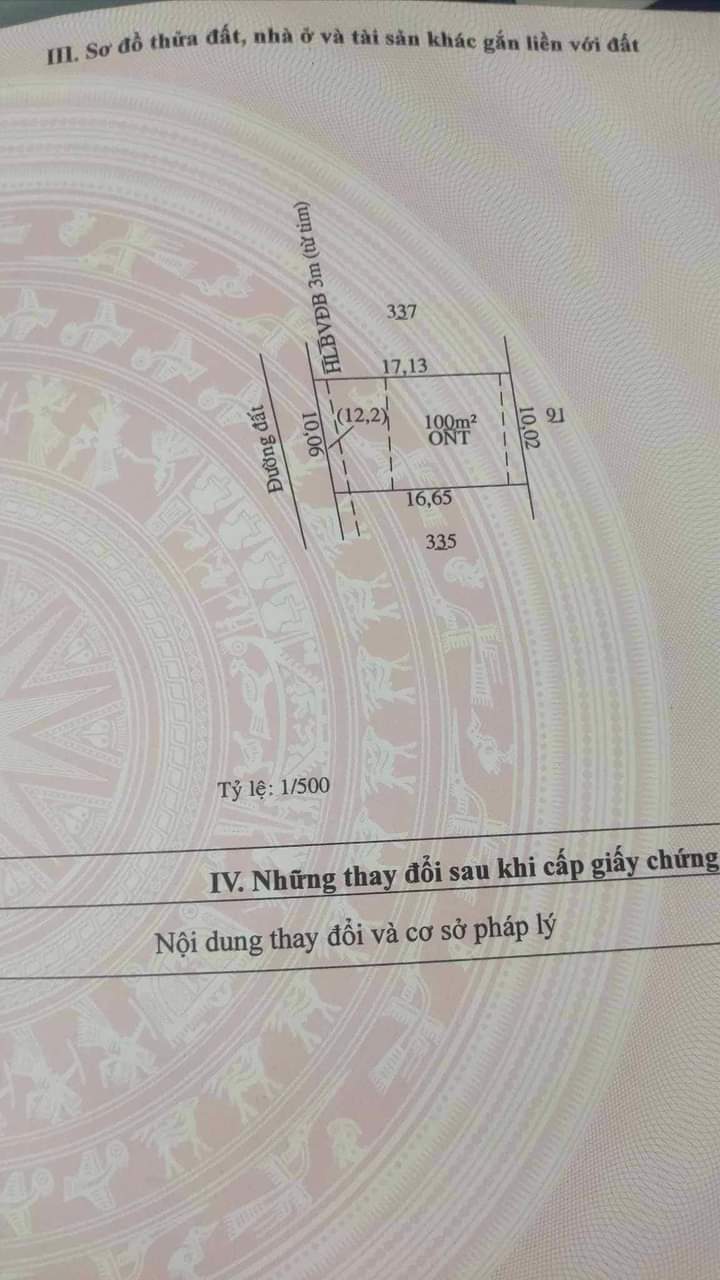 III. Sơ đồ thửa đất, nhà ở và tài sản khác gắn liền với đất
HLBVĐB 3m (từ tim)
337
17,13
Đường đất
10,06
(12,2)
100m²
ONT
10,02
16
16,65
335
Tỷ lệ: 1/500
IV. Những thay đổi sau khi cấp giấy chứng
Nội dung thay đổi và cơ sở pháp lý